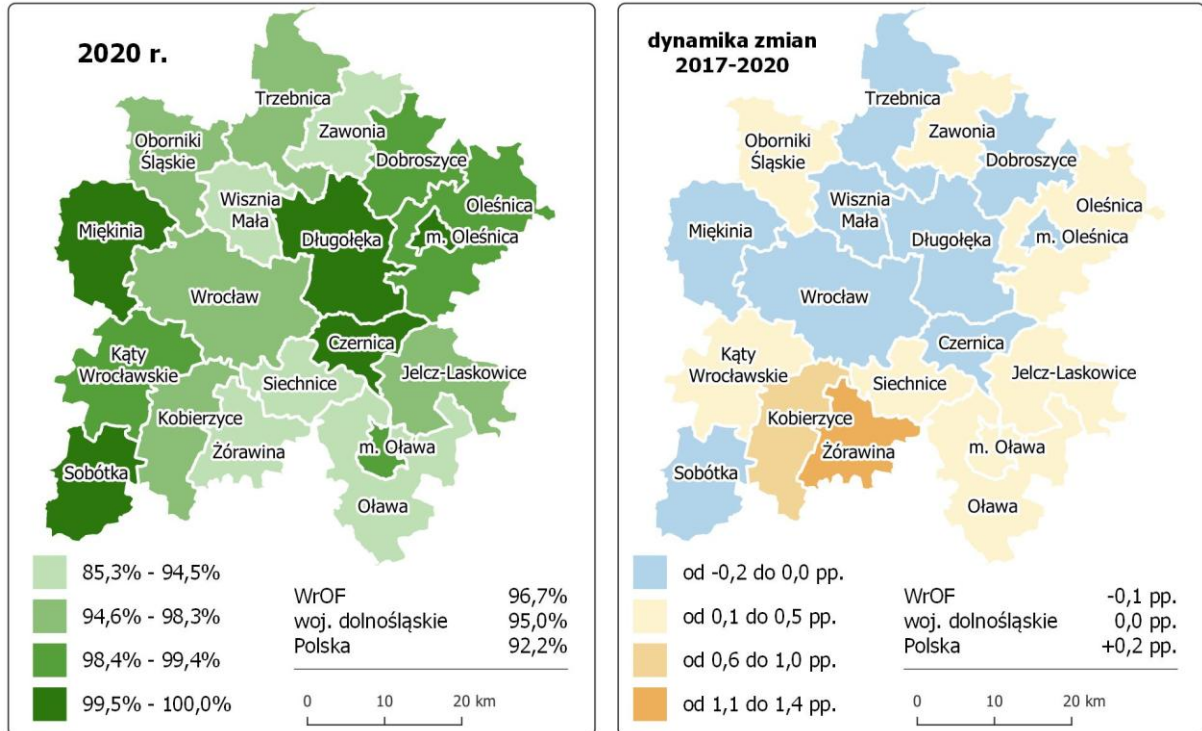 2020 r.
Trzebnica
Zawonia
Oborniki
Śląskie
Dobroszyce
Wisznia
Mała
Oleśnica
Miękinia
Długołęka
m. Oleśnica
Wrocław
Czernica
Kąty
Wrocławskie
Siechnice
Jelcz-Laskowice
Kobierzyce
Żórawina
m. Oława
Sobótka
Oława
85,3% - 94,5%
94,6% - 98,3%
98,4% - 99,4%
99,5% - 100,0%
WrOF 96,7%
woj. dolnośląskie 95,0%
Polska 92,2%
0 10 20 km
dynamika zmian
2017-2020
Trzebnica
Zawonia
Oborniki
Śląskie
Dobroszyce
Wisznia
Mała
Oleśnica
Miękinia
Długołęka
m. Oleśnica
Wrocław
Czernica
Kąty
Wrocławskie
Siechnice
Jelcz-Laskowice
Kobierzyce
Żórawina
m. Oława
Sobótka
Oława
od -0,2 do 0,0 pp.
od 0,1 do 0,5 pp.
od 0,6 do 1,0 pp.
od 1,1 do 1,4 pp.
WrOF -0,1 pp.
woj. dolnośląskie 0,0 pp.
Polska +0,2 pp.
0 10 20 km